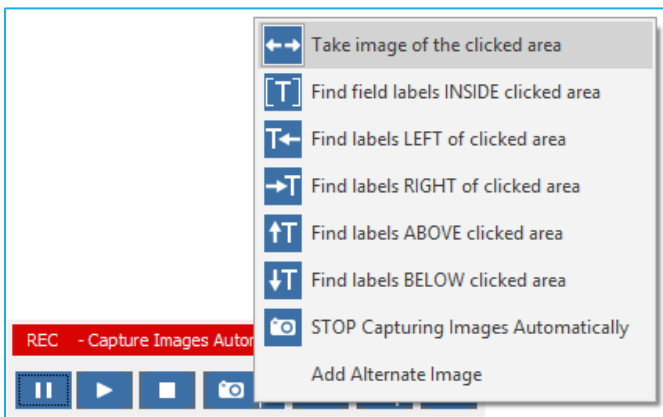 Take image of the clicked area
[T] Find field labels INSIDE clicked area
T Find labels LEFT of clicked area
T Find labels RIGHT of clicked area
T Find labels ABOVE clicked area
T Find labels BELOW clicked area
STOP Capturing Images Automatically
REC - Capture Images
Add Alternate Image